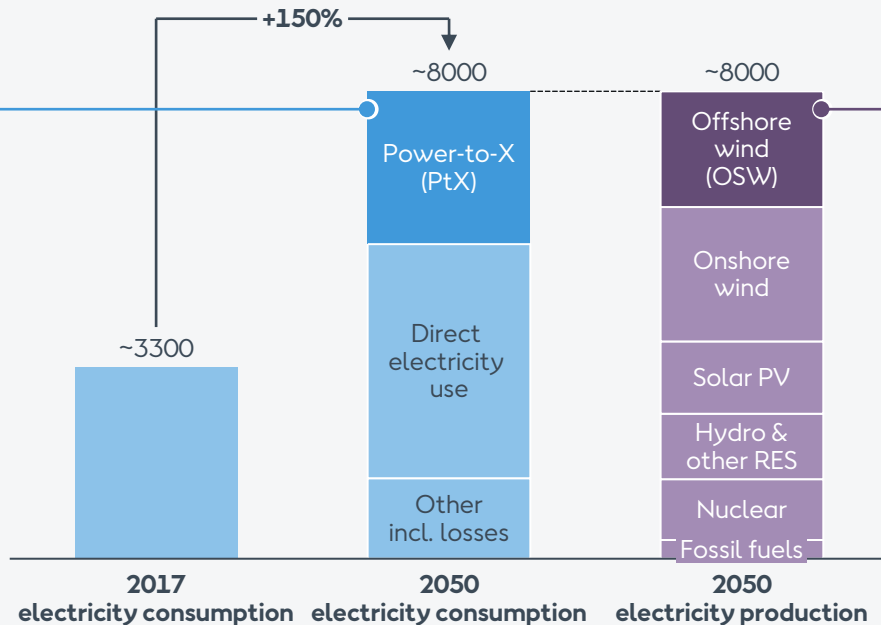 +150%
~3300
~8000
Power-to-X
(PtX)
Direct
electricity
use
Other
incl. losses
~8000
Offshore
wind
(OSW)
Onshore
wind
Solar PV
Hydro &
other RES
Nuclear
Fossil fuels
2017
electricity consumption
2050
electricity consumption
2050
electricity production